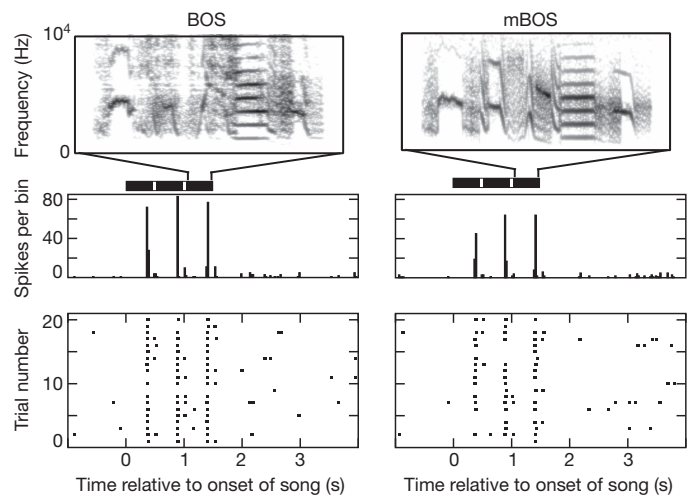 BOS
mBOS
Frequency (Hz)
10⁴
0
Spikes per bin
80
40
0
Trial number
20
10
0
0 1 2 3
0 1 2 3
Time relative to onset of song (s)
Time relative to onset of song (s)